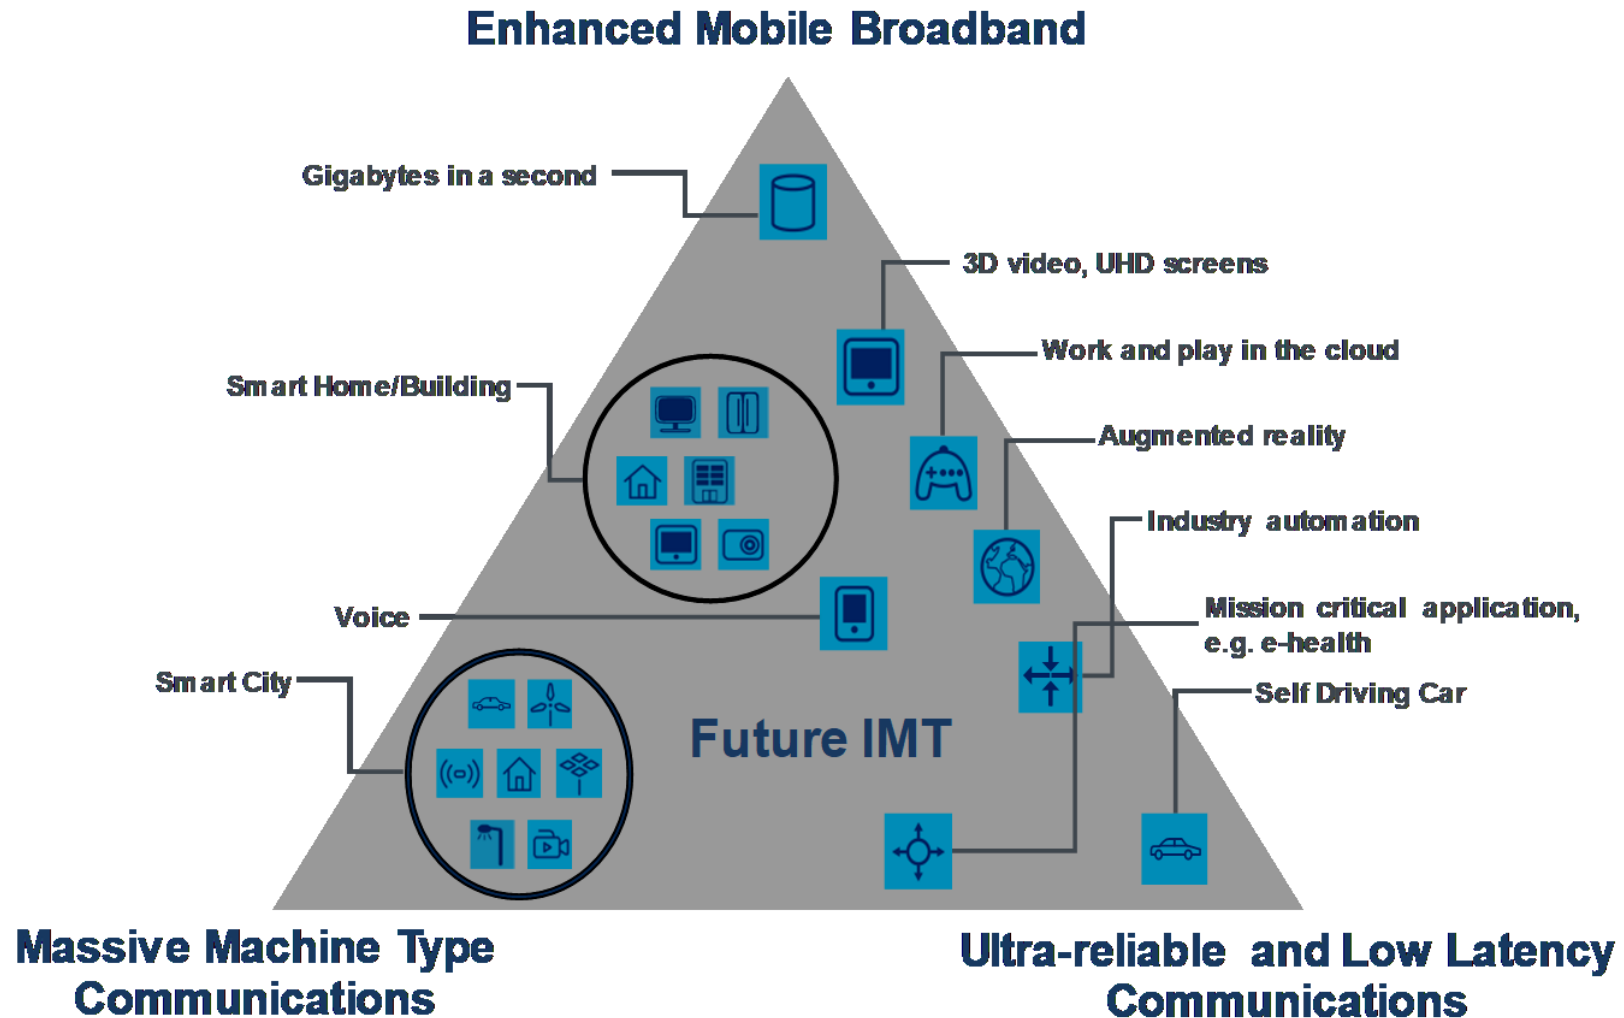 Enhanced Mobile Broadband
Gigabytes in a second
3D video, UHD screens
Work and play in the cloud
Smart Home/Building
Augmented reality
Industry automation
Voice
Mission critical application,
e.g. e-health
Smart City
Self Driving Car
Future IMT
Massive Machine Type
Communications
Ultra-reliable and Low Latency
Communications